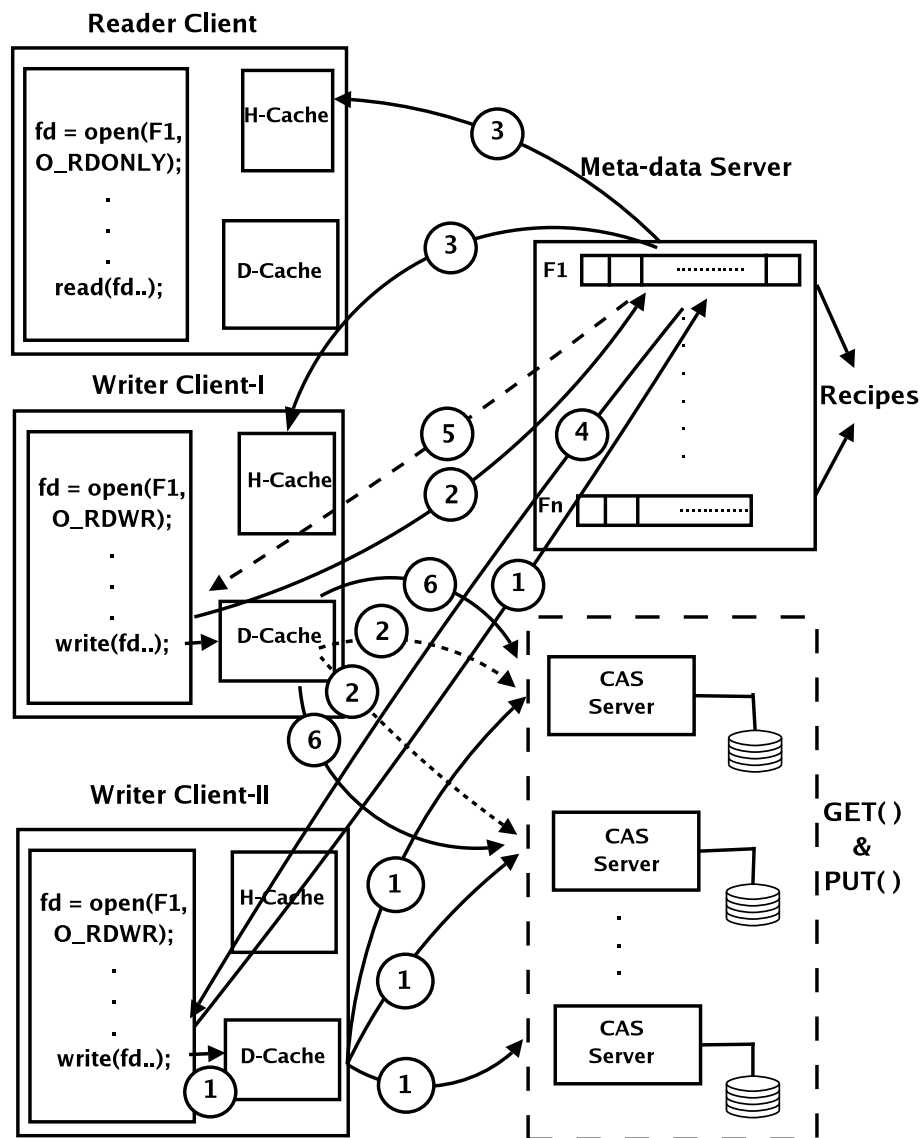 Reader Client
fd = open(F1,
O_RDONLY);
.
.
.
read(fd..);
H-Cache
D-Cache
3
3
Meta-data Server
F1
...........
.
.
.
.
.
.
Fn
...........
Recipes
Writer Client-I
fd = open(F1,
O_RDWR);
.
.
.
write(fd..);
H-Cache
D-Cache
5
2
4
1
6
2
2
6
Writer Client-II
fd = open(F1,
O_RDWR);
.
.
.
write(fd..);
H-Cache
D-Cache
1
1
1
1
CAS
Server
CAS
Server
.
.
.
CAS
Server
GET( )
&
PUT( )